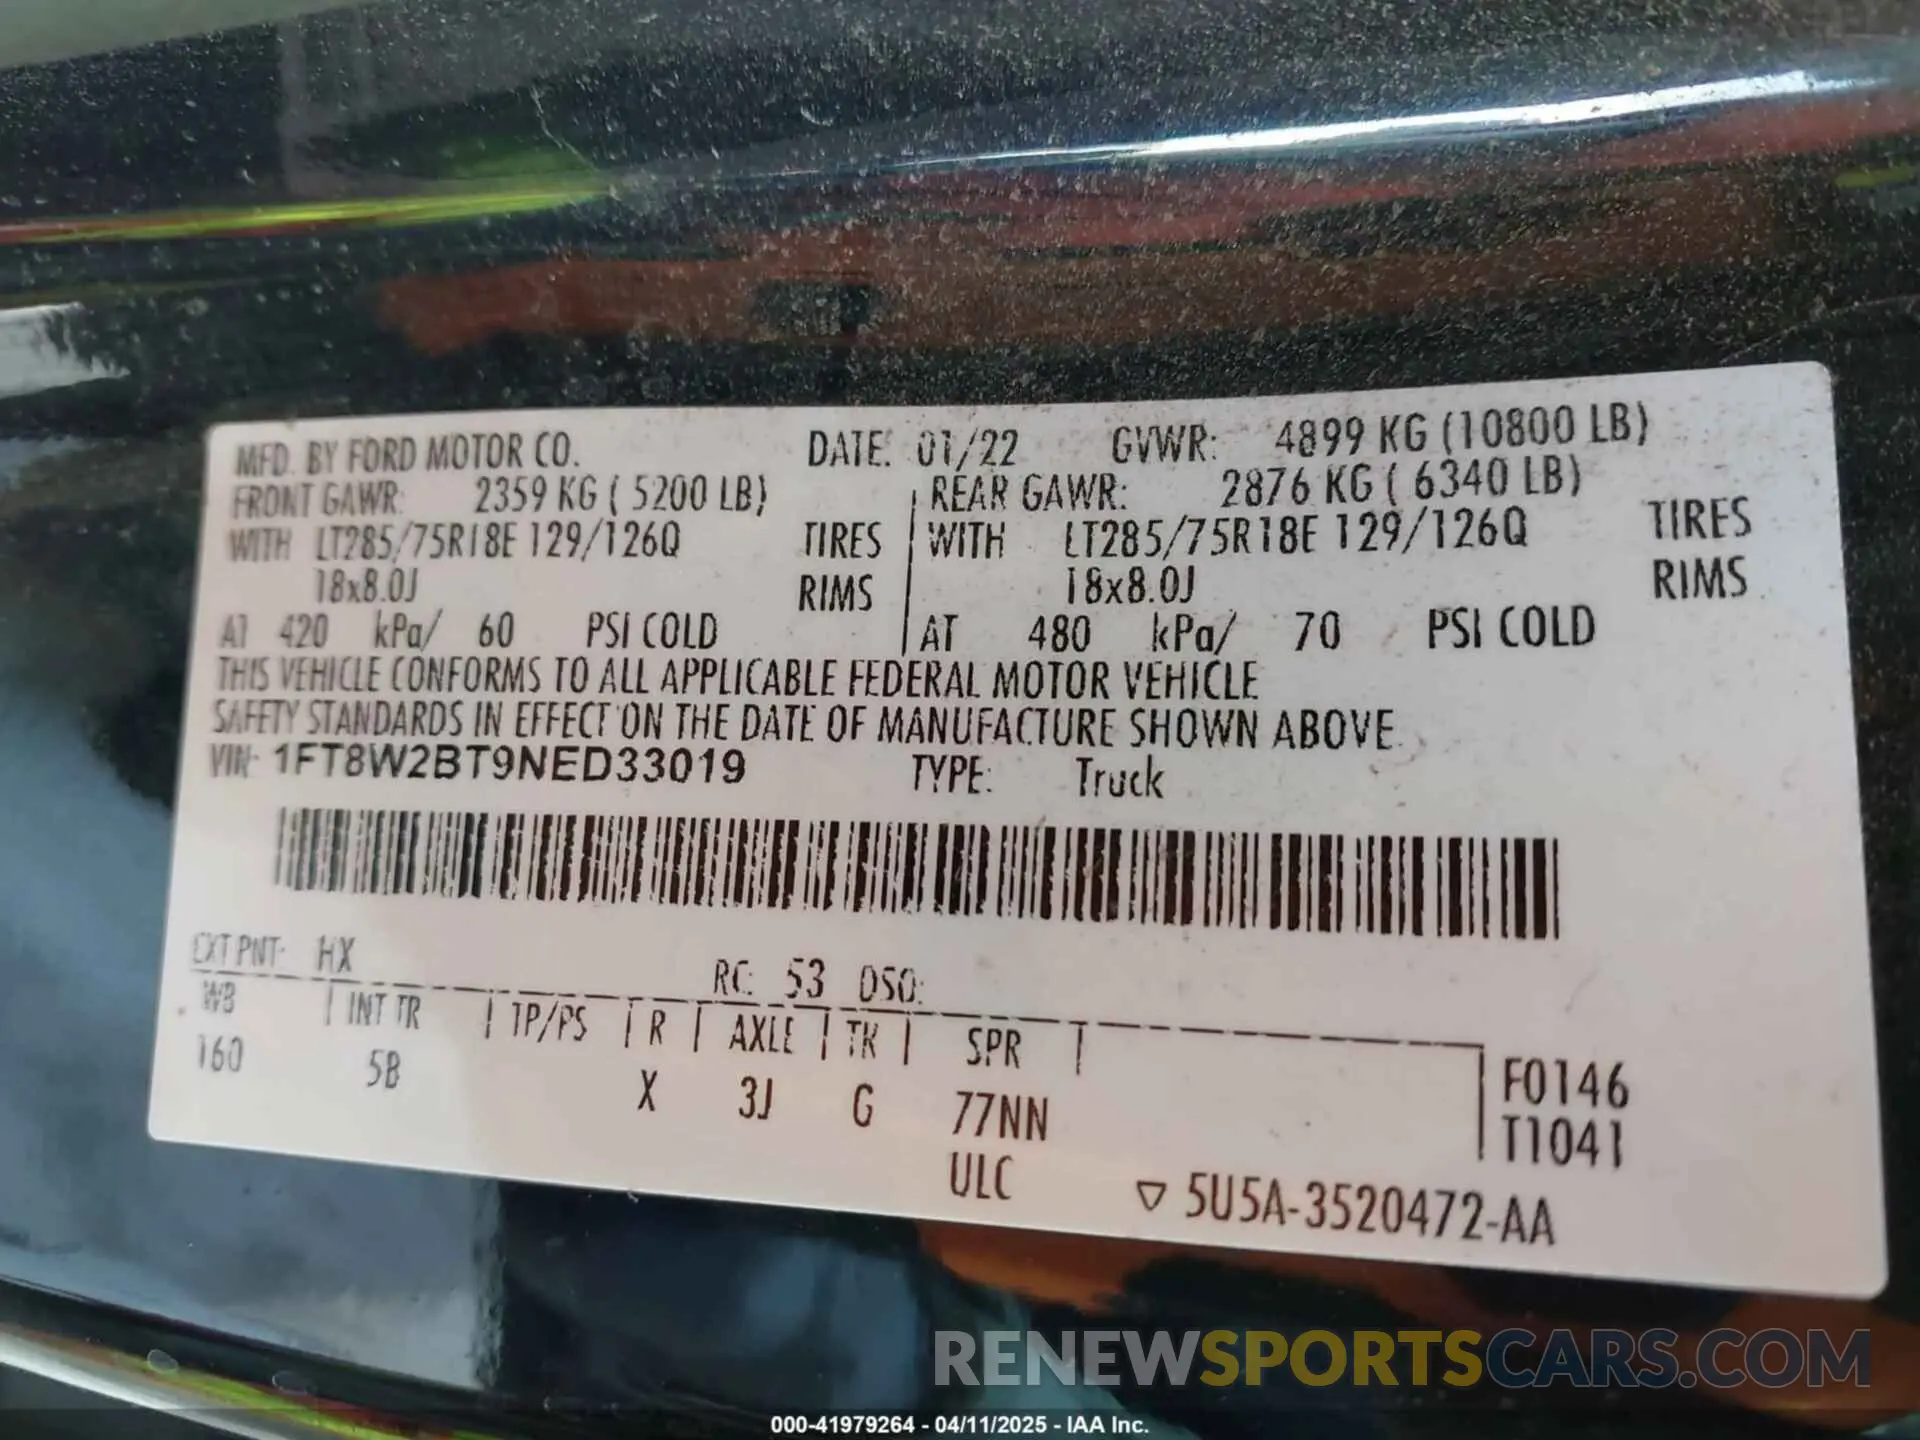 MFD. BY FORD MOTOR CO. DATE: 01/22 GVWR: 4899 KG (10800 LB)
FRONT GAWR: 2359 KG ( 5200 LB) REAR GAWR: 2876 KG ( 6340 LB)
WITH LT285/75R18E 129/126Q TIRES WITH LT285/75R18E 129/126Q TIRES
18x8.0J RIMS 18x8.0J RIMS
AT 420 kPa/ 60 PSI COLD AT 480 kPa/ 70 PSI COLD
THIS VEHICLE CONFORMS TO ALL APPLICABLE FEDERAL MOTOR VEHICLE
SAFETY STANDARDS IN EFFECT ON THE DATE OF MANUFACTURE SHOWN ABOVE.
VIN: 1FT8W2BT9NED33019 TYPE: Truck
EXT PNT: HX RC: 53 DSO:
WB INT TR TP/PS R AXLE TR SPR
160 5B X 3J G 77NN F0146
ULC T1041
▽ 5U5A-3520472-AA
RENEWSPORTSCARS.COM
000-41979264 - 04/11/2025 - IAA Inc.